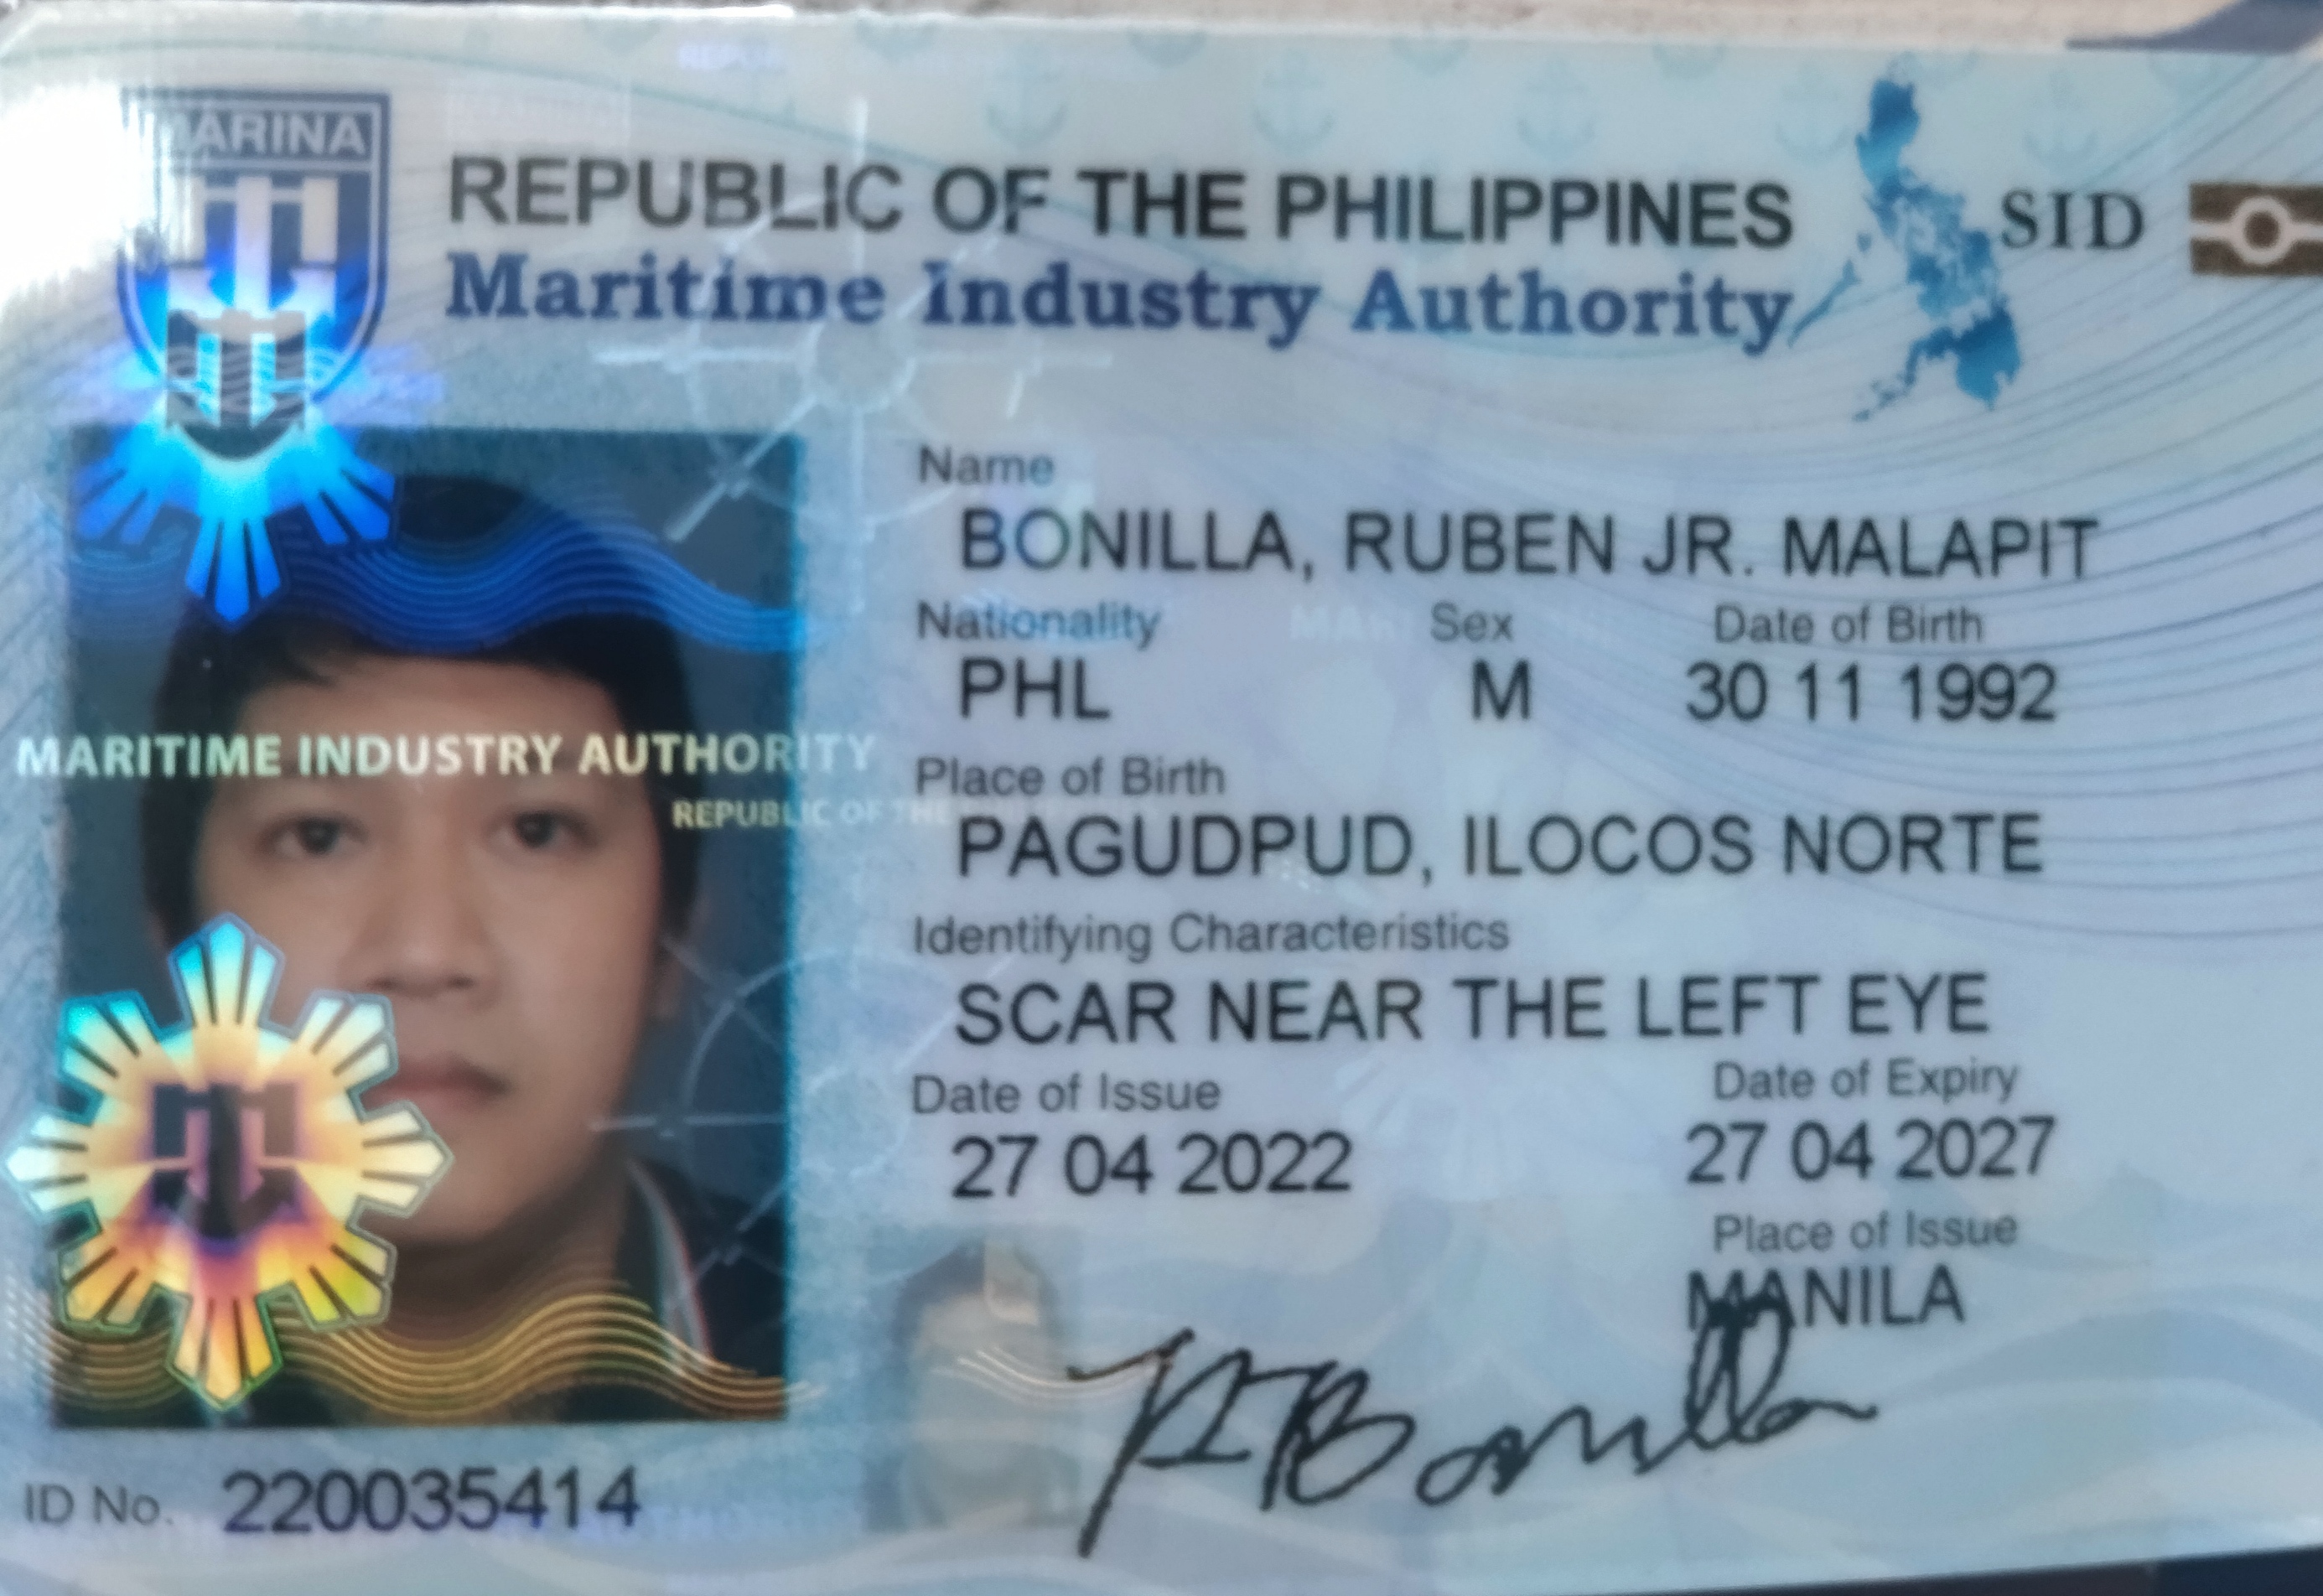 MARINA
REPUBLIC OF THE PHILIPPINES
SID
Maritime Industry Authority
Name
BONILLA, RUBEN JR. MALAPIT
Nationality Sex Date of Birth
PHL M 30 11 1992
MARITIME INDUSTRY AUTHORITY
Place of Birth
REPUBLIC OF THE
PAGUDPUD, ILOCOS NORTE
Identifying Characteristics
SCAR NEAR THE LEFT EYE
Date of Issue Date of Expiry
27 04 2022 27 04 2027
Place of Issue
MANILA
ID No. 220035414